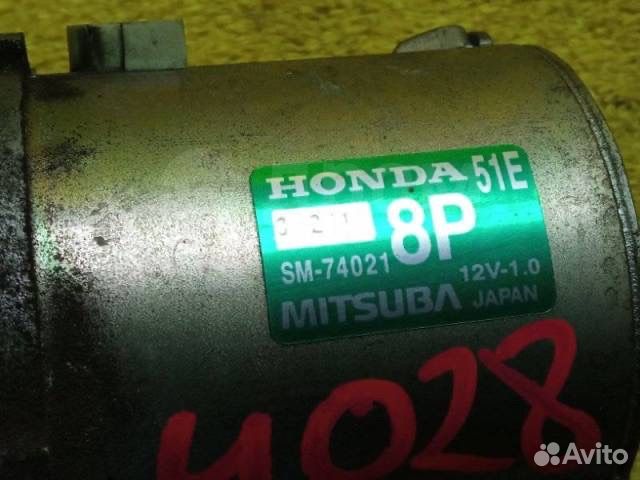 HONDA 51E
8P
SM-74021 12V-1.0
MITSUBA JAPAN
4028
Avito